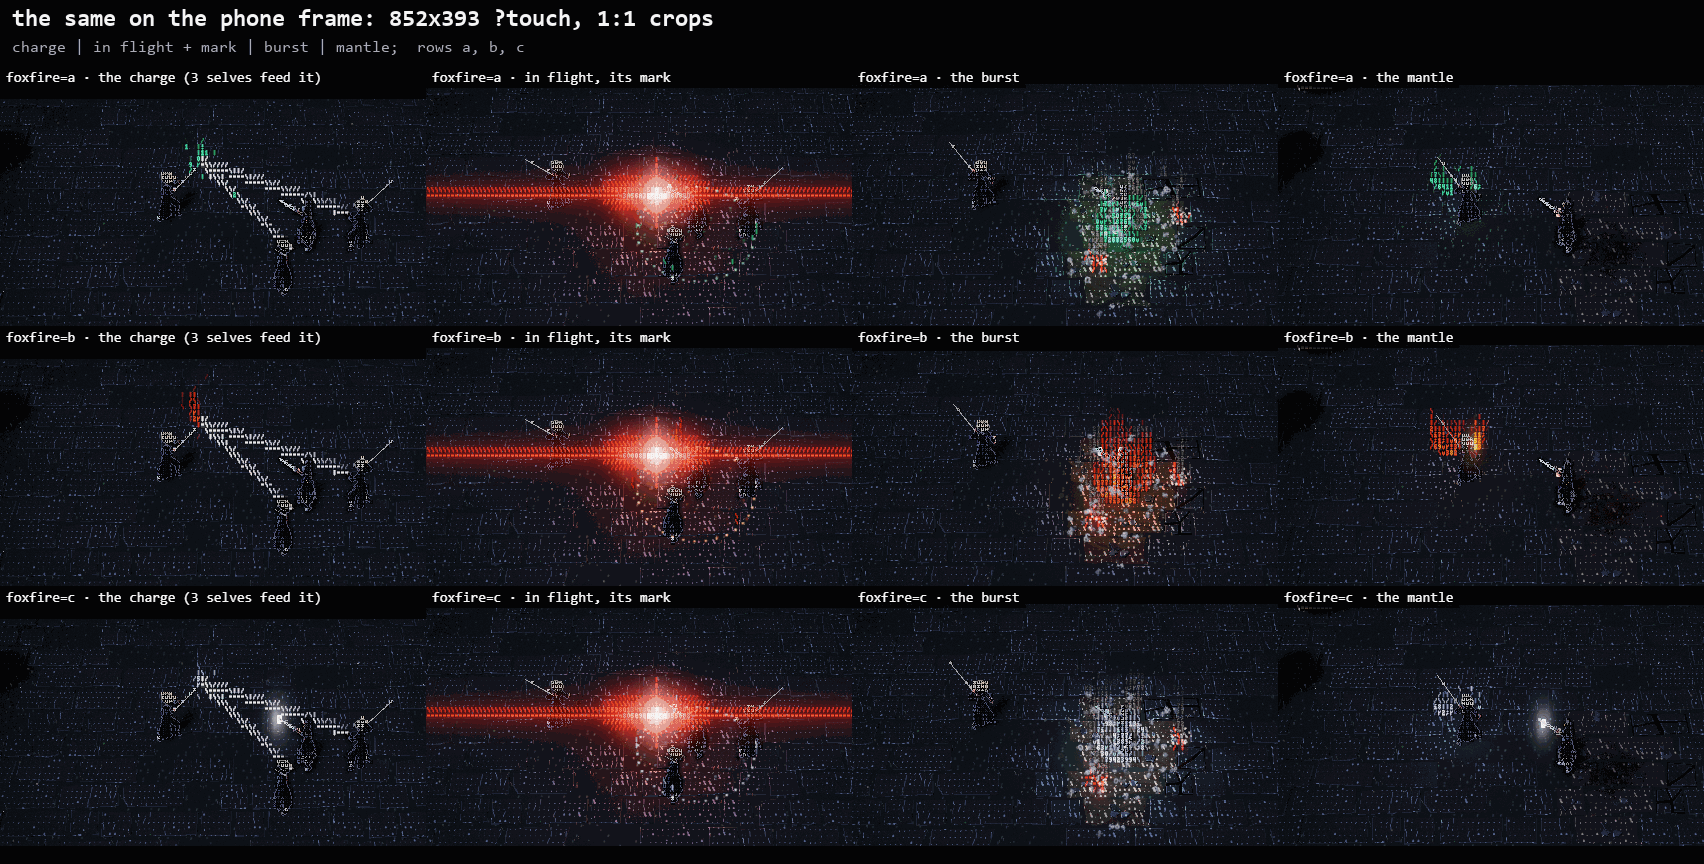 the same on the phone frame: 852x393 ?touch, 1:1 crops
charge | in flight + mark | burst | mantle;  rows a, b, c
foxfire=a · the charge (3 selves feed it)
foxfire=a · in flight, its mark
foxfire=a · the burst
foxfire=a · the mantle
foxfire=b · the charge (3 selves feed it)
foxfire=b · in flight, its mark
foxfire=b · the burst
foxfire=b · the mantle
foxfire=c · the charge (3 selves feed it)
foxfire=c · in flight, its mark
foxfire=c · the burst
foxfire=c · the mantle